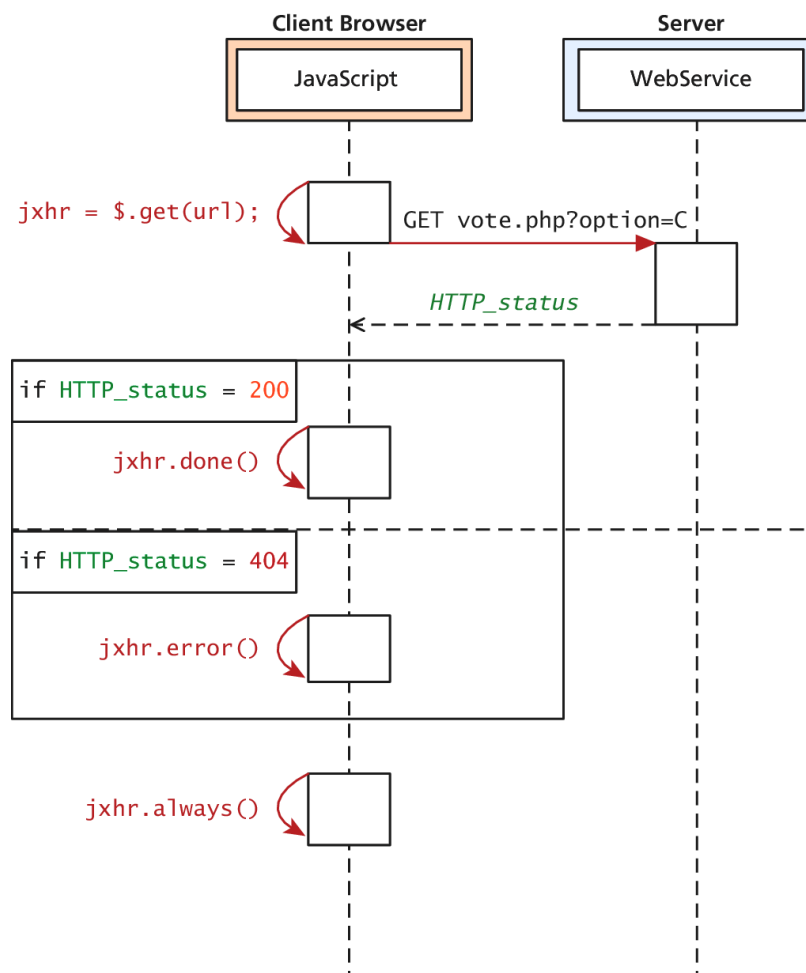 Client Browser
Server
JavaScript
WebService
jxhr = $.get(url);
GET vote.php?option=C
HTTP_status
if HTTP_status = 200
jxhr.done()
if HTTP_status = 404
jxhr.error()
jxhr.always()